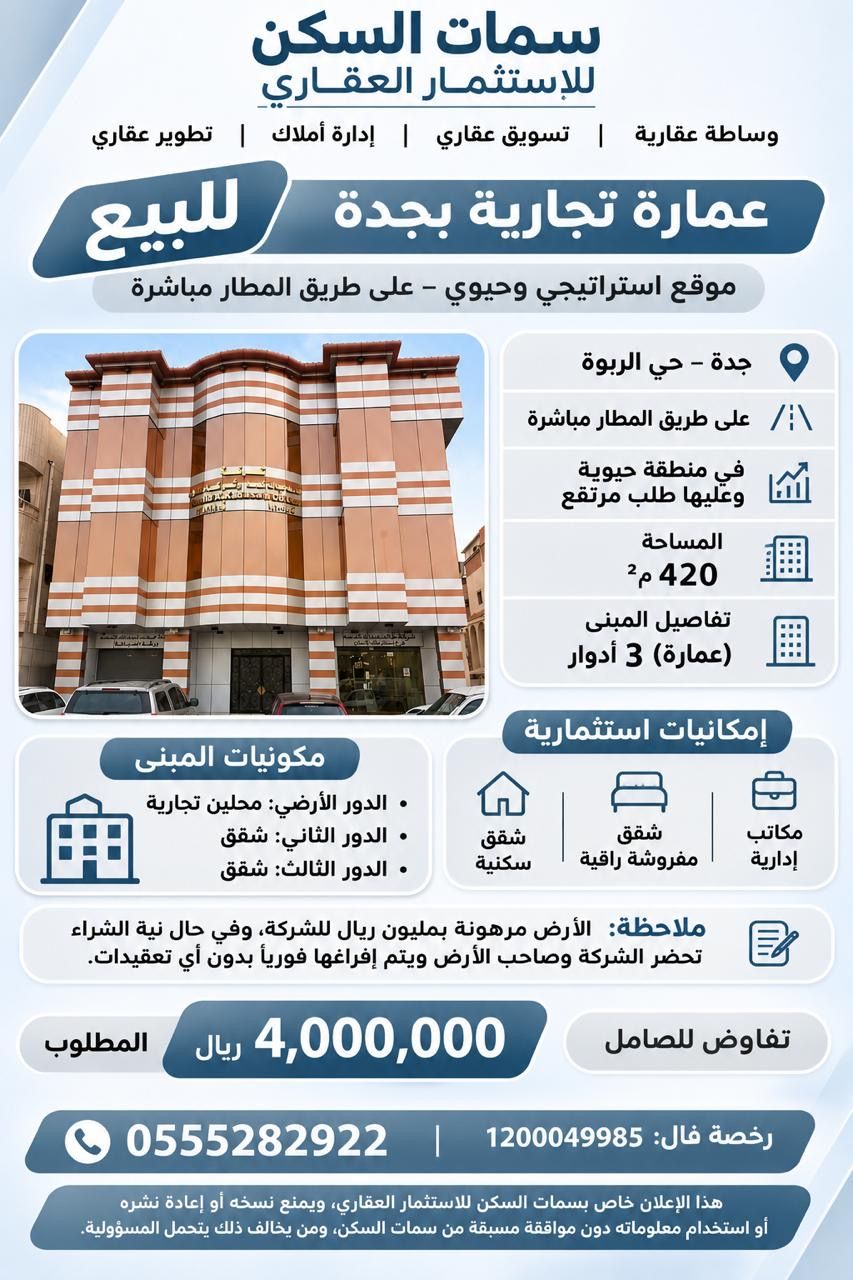 سمات السكن
للإستثمار العقاري
وساطة عقارية | تسويق عقاري | إدارة أملاك | تطوير عقاري
عمارة تجارية بجدة للبيع
موقع استراتيجي وحيوي – على طريق المطار مباشرة
جدة – حي الربوة
على طريق المطار مباشرة
في منطقة حيوية
وعليها طلب مرتفع
المساحة
420 م²
تفاصيل المبنى
(عمارة) 3 أدوار
إمكانيات استثمارية
مكاتب
إدارية
شقق
مفروشة راقية
شقق
سكنية
مكونيات المبنى
• الدور الأرضي: محلين تجارية
• الدور الثاني: شقق
• الدور الثالث: شقق
ملاحظة: الأرض مرهونة بمليون ريال للشركة، وفي حال نية الشراء
تحضر الشركة وصاحب الأرض ويتم إفراغها فوريأ بدون أي تعقيدات.
تفاوض للصامل
4,000,000 ريال
المطلوب
رخصة فال: 1200049985 | 0555282922
هذا الإعلان خاص بسمات السكن للاستثمار العقاري، ويمنع نسخه أو إعادة نشره
أو استخدام معلوماته دون مواققة مسبقة من سمات السكن، ومن يخالف ذلك يتحمل المسؤولية.